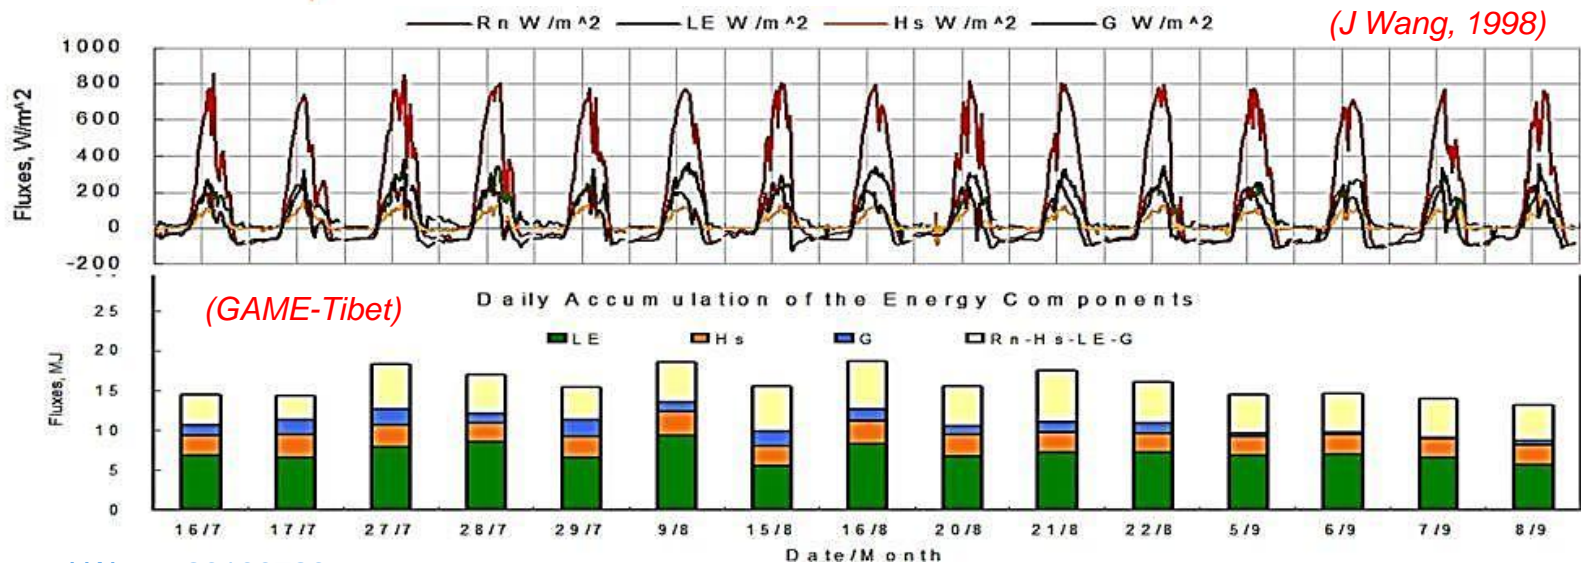 Rn W/m^2 LE W/m^2 Hs W/m^2 G W/m^2
(J Wang, 1998)
Fluxes, W/m^2
1000
800
600
400
200
0
-200
(GAME-Tibet)
Daily Accumulation of the Energy Components
LE Hs G Rn-Hs-LE-G
Fluxes, MJ
25
20
15
10
5
0
16/7 17/7 27/7 28/7 29/7 9/8 15/8 16/8 20/8 21/8 22/8 5/9 6/9 7/9 8/9
Date/Month